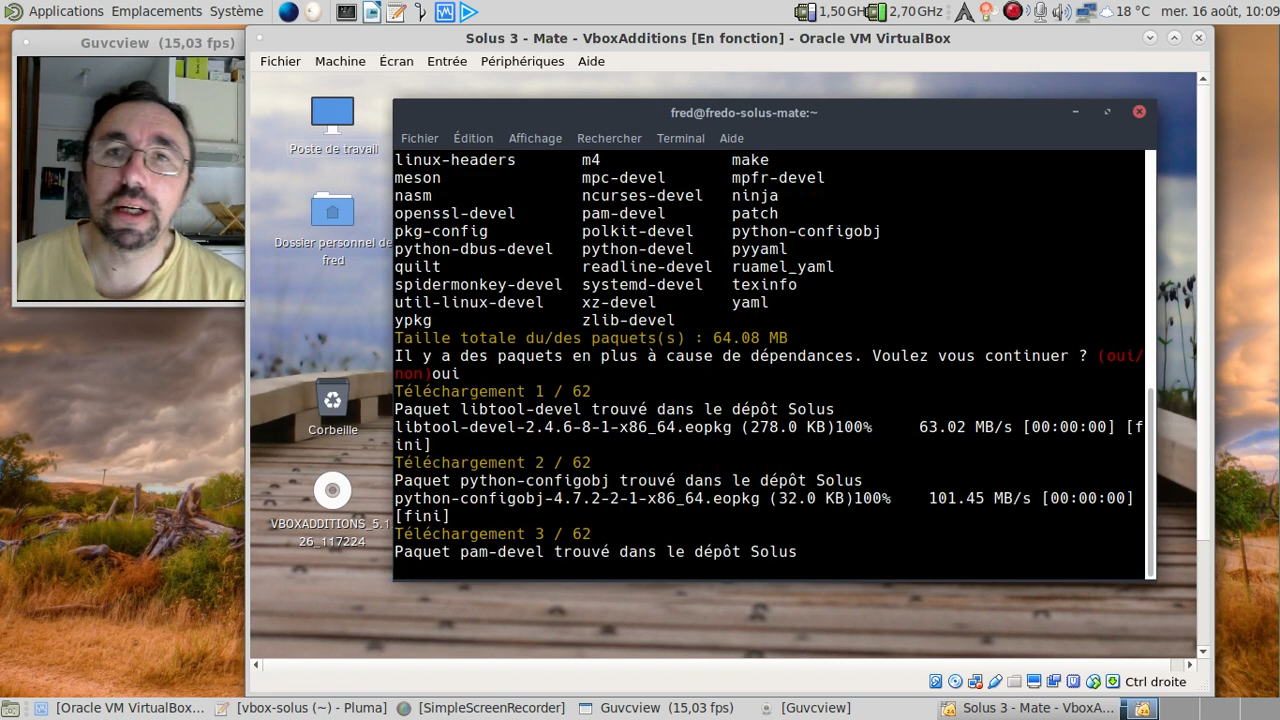 Applications Emplacements Système
1,50 GH 2,70 GHz 18 °C mer. 16 août, 10:09
Guvcview (15,03 fps)
Solus 3 - Mate - VboxAdditions [En fonction] - Oracle VM VirtualBox
Fichier Machine Écran Entrée Périphériques Aide
Poste de travail
Dossier personnel de
fred
Corbeille
VBOXADDITIONS_5.1
26_117224
fred@fredo-solus-mate:~
Fichier Édition Affichage Rechercher Terminal Aide
linux-headers m4 make
meson mpc-devel mpfr-devel
nasm ncurses-devel ninja
openssl-devel pam-devel patch
pkg-config polkit-devel python-configobj
python-dbus-devel python-devel pyyaml
quilt readline-devel ruamel_yaml
spidermonkey-devel systemd-devel texinfo
util-linux-devel xz-devel yaml
ypkg zlib-devel
Taille totale du/des paquets(s) : 64.08 MB
Il y a des paquets en plus à cause de dépendances. Voulez vous continuer ? (oui/
non)oui
Téléchargement 1 / 62
Paquet libtool-devel trouvé dans le dépôt Solus
libtool-devel-2.4.6-8-1-x86_64.eopkg (278.0 KB)100% 63.02 MB/s [00:00:00] [f
ini]
Téléchargement 2 / 62
Paquet python-configobj trouvé dans le dépôt Solus
python-configobj-4.7.2-2-1-x86_64.eopkg (32.0 KB)100% 101.45 MB/s [00:00:00]
[fini]
Téléchargement 3 / 62
Paquet pam-devel trouvé dans le dépôt Solus
Ctrl droite
[Oracle VM VirtualBox... [vbox-solus (~) - Pluma] [SimpleScreenRecorder] Guvcview (15,03 fps) [Guvcview] Solus 3 - Mate - VboxA...